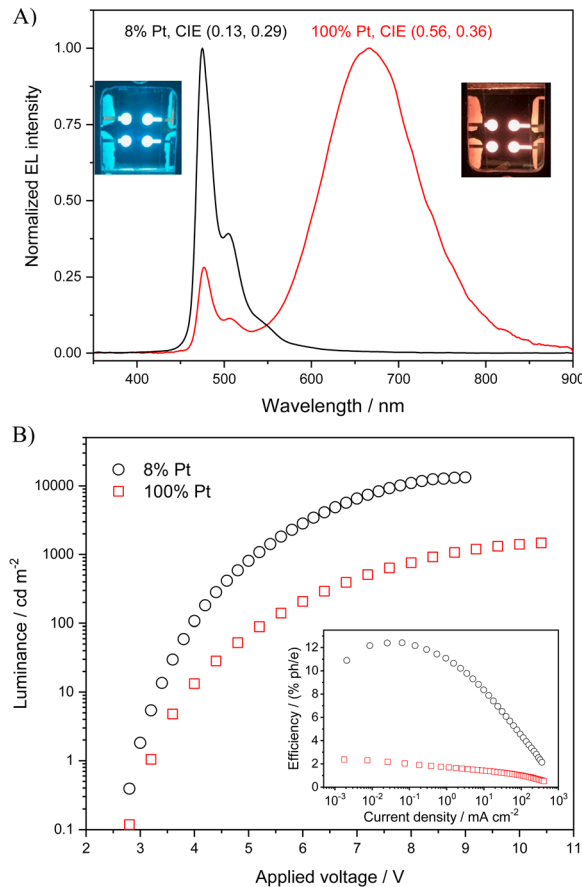 A)
8% Pt, CIE (0.13, 0.29) 100% Pt, CIE (0.56, 0.36)
1.00
0.75
0.50
0.25
0.00
Normalized EL intensity
400 500 600 700 800 900
Wavelength / nm
B)
8% Pt
100% Pt
10000
1000
100
10
1
0.1
Luminance / cd m-2
12
10
8
6
4
2
0
Efficiency / (% ph/e)
10-3 10-2 10-1 100 101 102 103
Current density / mA cm-2
2 3 4 5 6 7 8 9 10 11
Applied voltage / V